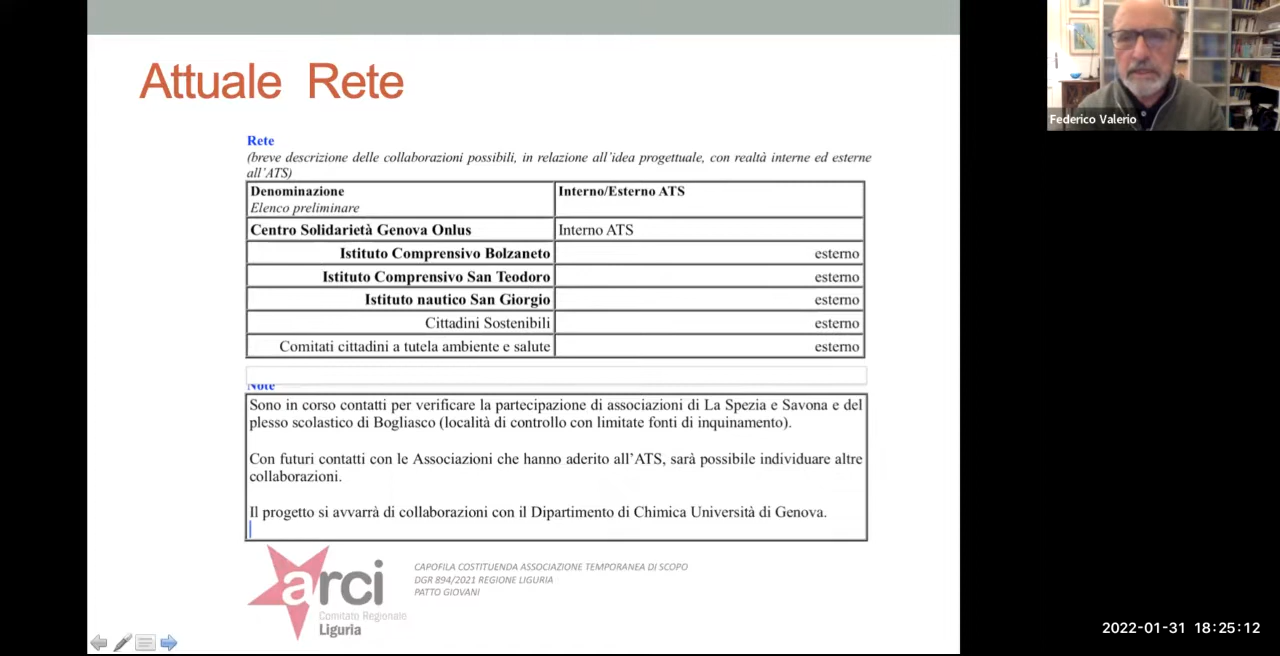 Attuale Rete
Federico Valerio
Rete
(breve descrizione delle collaborazioni possibili, in relazione all'idea progettuale, con realtà interne ed esterne
all'ATS)
Denominazione
Elenco preliminare
Interno/Esterno ATS
Centro Solidarietà Genova Onlus
Interno ATS
Istituto Comprensivo Bolzaneto
esterno
Istituto Comprensivo San Teodoro
esterno
Istituto nautico San Giorgio
esterno
Cittadini Sostenibili
esterno
Comitati cittadini a tutela ambiente e salute
esterno
Note
Sono in corso contatti per verificare la partecipazione di associazioni di La Spezia e Savona e del
plesso scolastico di Bogliasco (località di controllo con limitate fonti di inquinamento).
Con futuri contatti con le Associazioni che hanno aderito all'ATS, sarà possibile individuare altre
collaborazioni.
Il progetto si avvarrà di collaborazioni con il Dipartimento di Chimica Università di Genova.
arci
Comitato Regionale
Liguria
CAPOFILA COSTITUENDA ASSOCIAZIONE TEMPORANEA DI SCOPO
DGR 894/2021 REGIONE LIGURIA
PATTO GIOVANI
2022-01-31 18:25:12